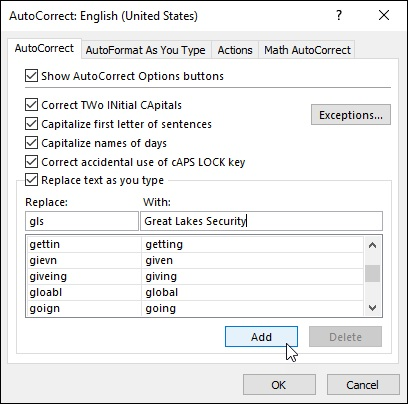 AutoCorrect: English (United States) ? ×
AutoCorrect AutoFormat As You Type Actions Math AutoCorrect
Show AutoCorrect Options buttons
Correct TWo INitial CApitals
Exceptions...
Capitalize first letter of sentences
Capitalize names of days
Correct accidental use of cAPS LOCK key
Replace text as you type
Replace: With:
gls Great Lakes Security
gettin getting
gievn given
giveing giving
gloabl global
goign going
Add Delete
OK Cancel